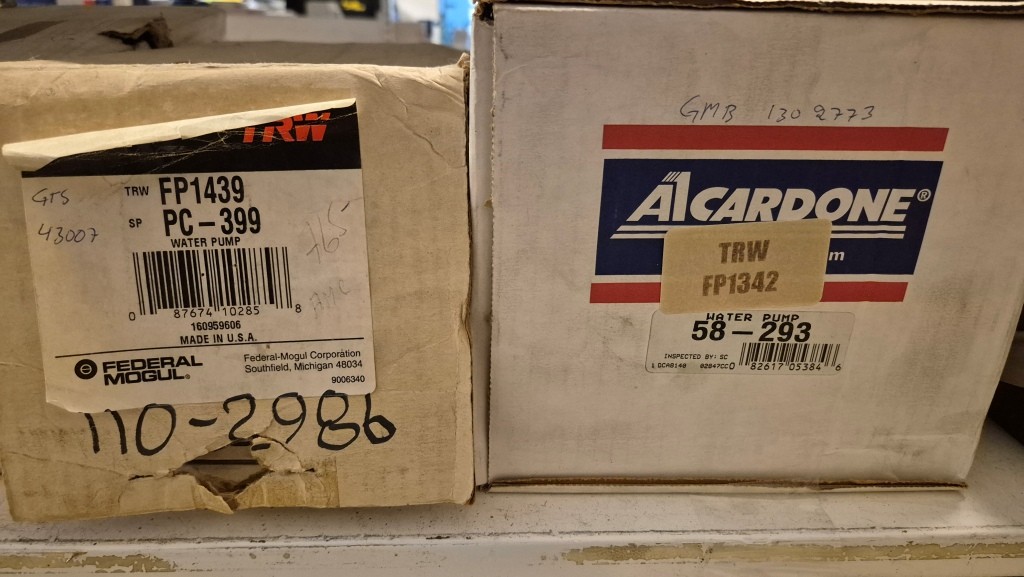 TRW
TRW FP1439
SP PC-399
WATER PUMP
GTS
43007
0 87674 10285 8
160959606
MADE IN U.S.A.
FEDERAL MOGUL®
Federal-Mogul Corporation
Southfield, Michigan 48034
9006340
110-2986
GMB 130 2773
A1CARDONE®
m
TRW
FP1342
WATER PUMP
58-293
INSPECTED BY: SC
0 82617 05384 6